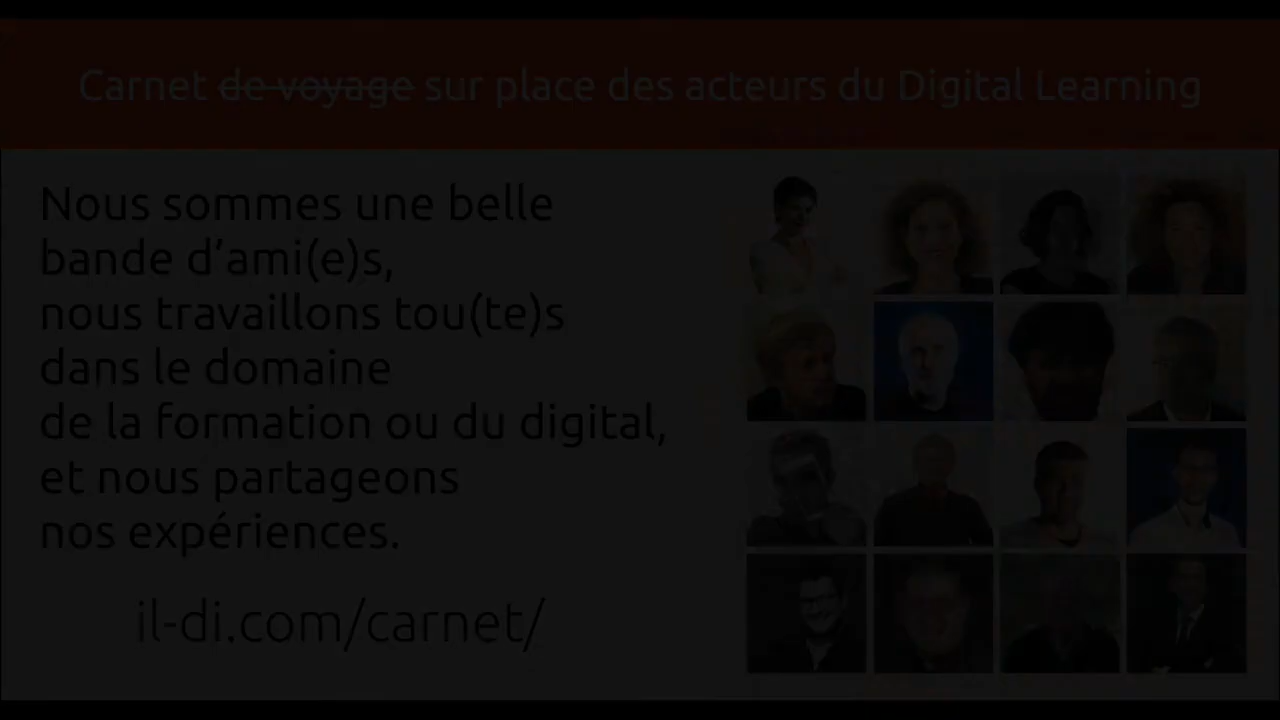 Carnet de voyage sur place des acteurs du Digital Learning
Nous sommes une belle
bande d’ami(e)s,
nous travaillons tou(te)s
dans le domaine
de la formation ou du digital,
et nous partageons
nos expériences.
il-di.com/carnet/